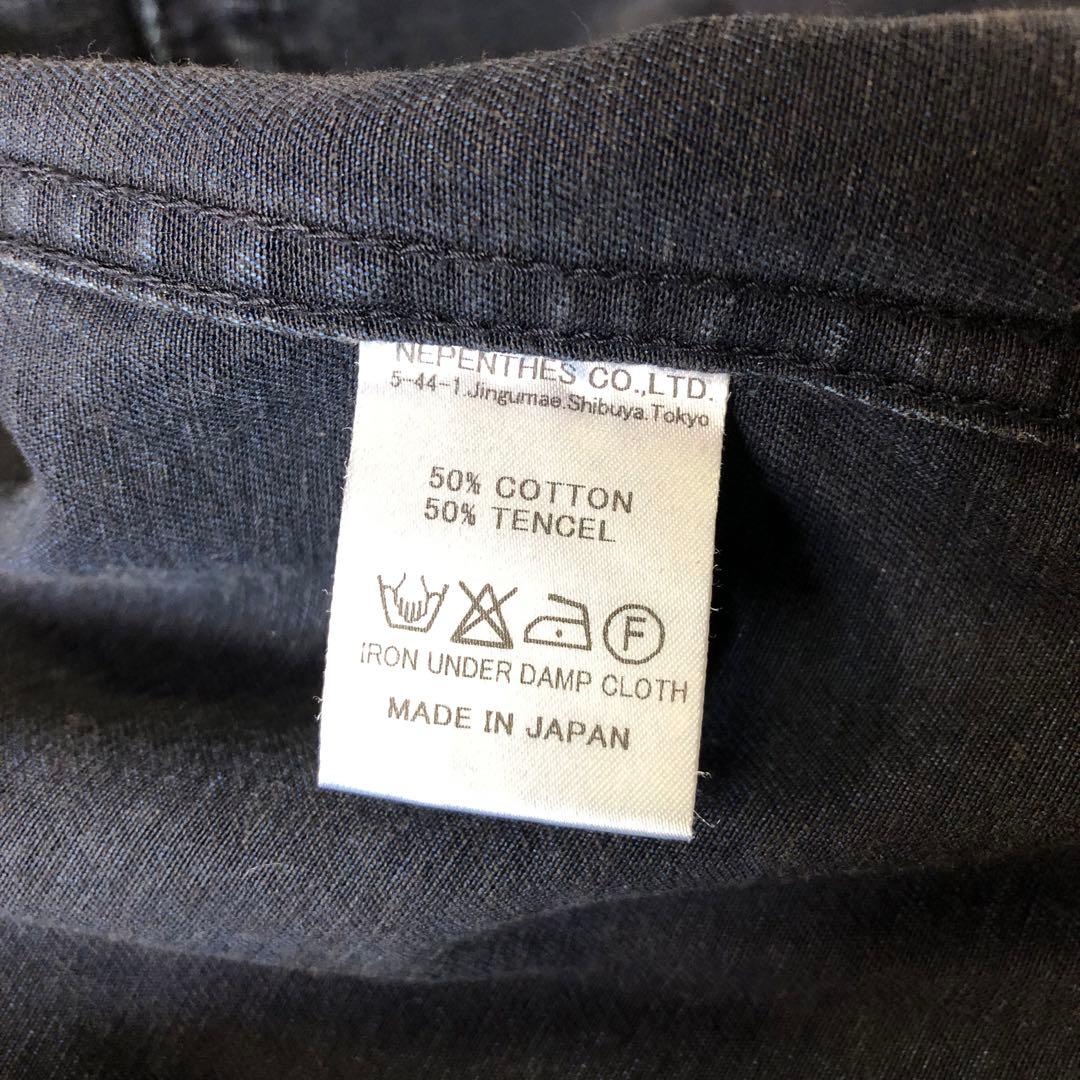 NEPENTHES CO.,LTD.
5-44-1.Jingumae.Shibuya.Tokyo
50% COTTON
50% TENCEL
F
IRON UNDER DAMP CLOTH
MADE IN JAPAN